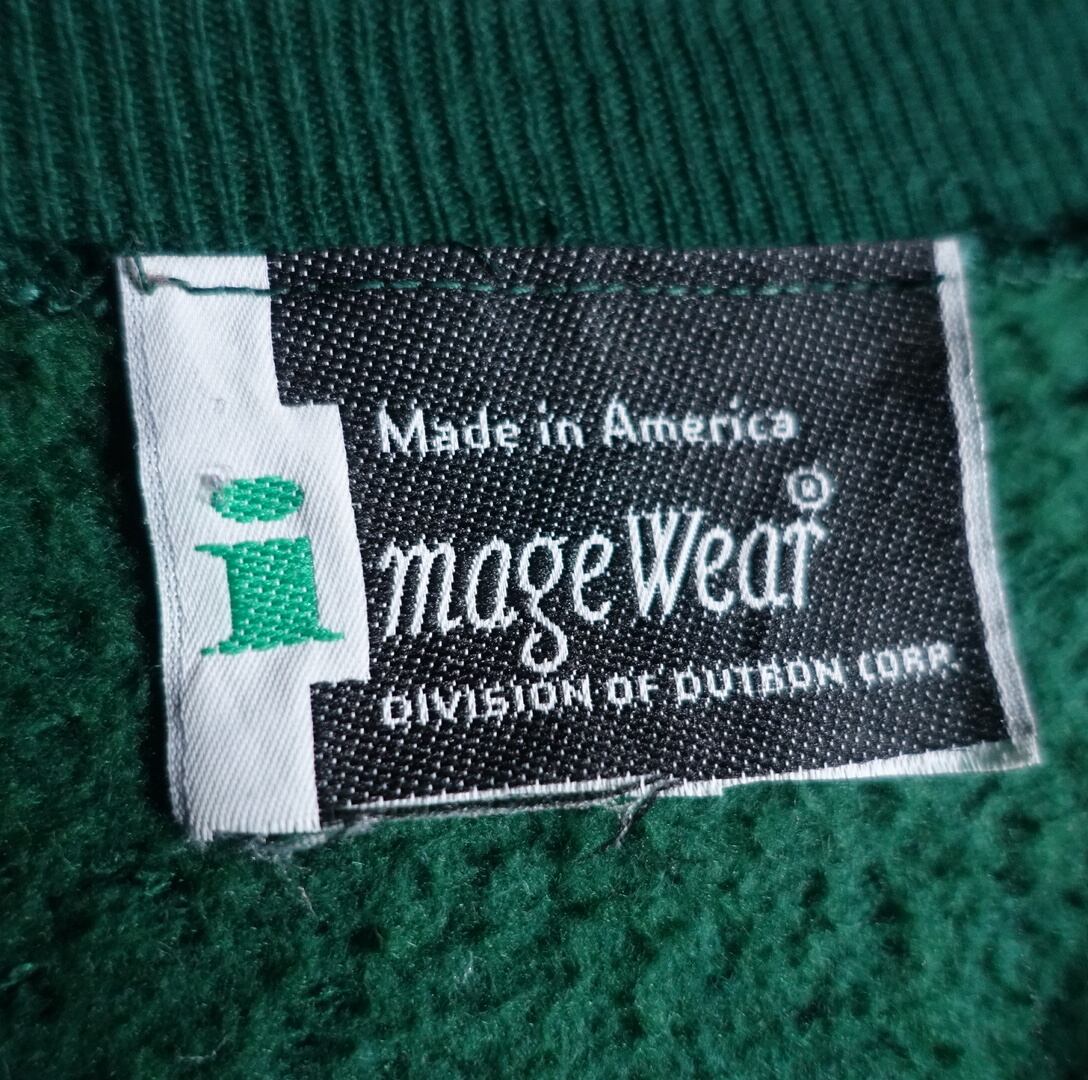 Made in America
imageWear®
DIVISION OF DUTBON CORP.